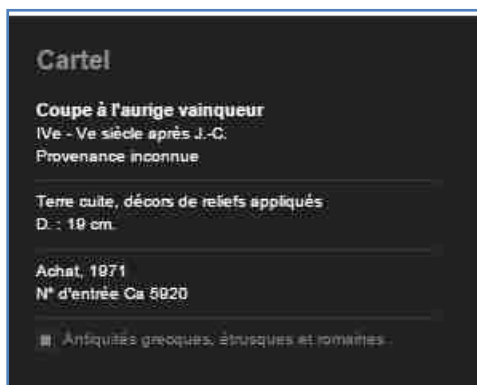 Cartel
Coupe à l'aurige vainqueur
IVe - Ve siècle après J.-C.
Provenance inconnue
Terre cuite, décors de reliefs appliqués
D. : 19 cm.
Achat, 1971
N° d'entrée Ca 5920
Antiquités grecques, étrusques et romaines